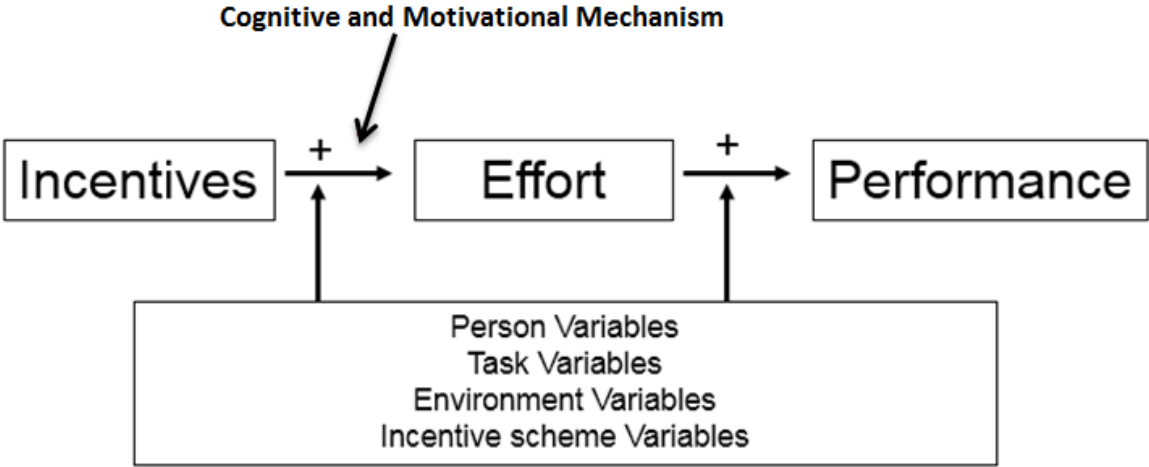 Cognitive and Motivational Mechanism
+
+
Incentives
Effort
Performance
Person Variables
Task Variables
Environment Variables
Incentive scheme Variables